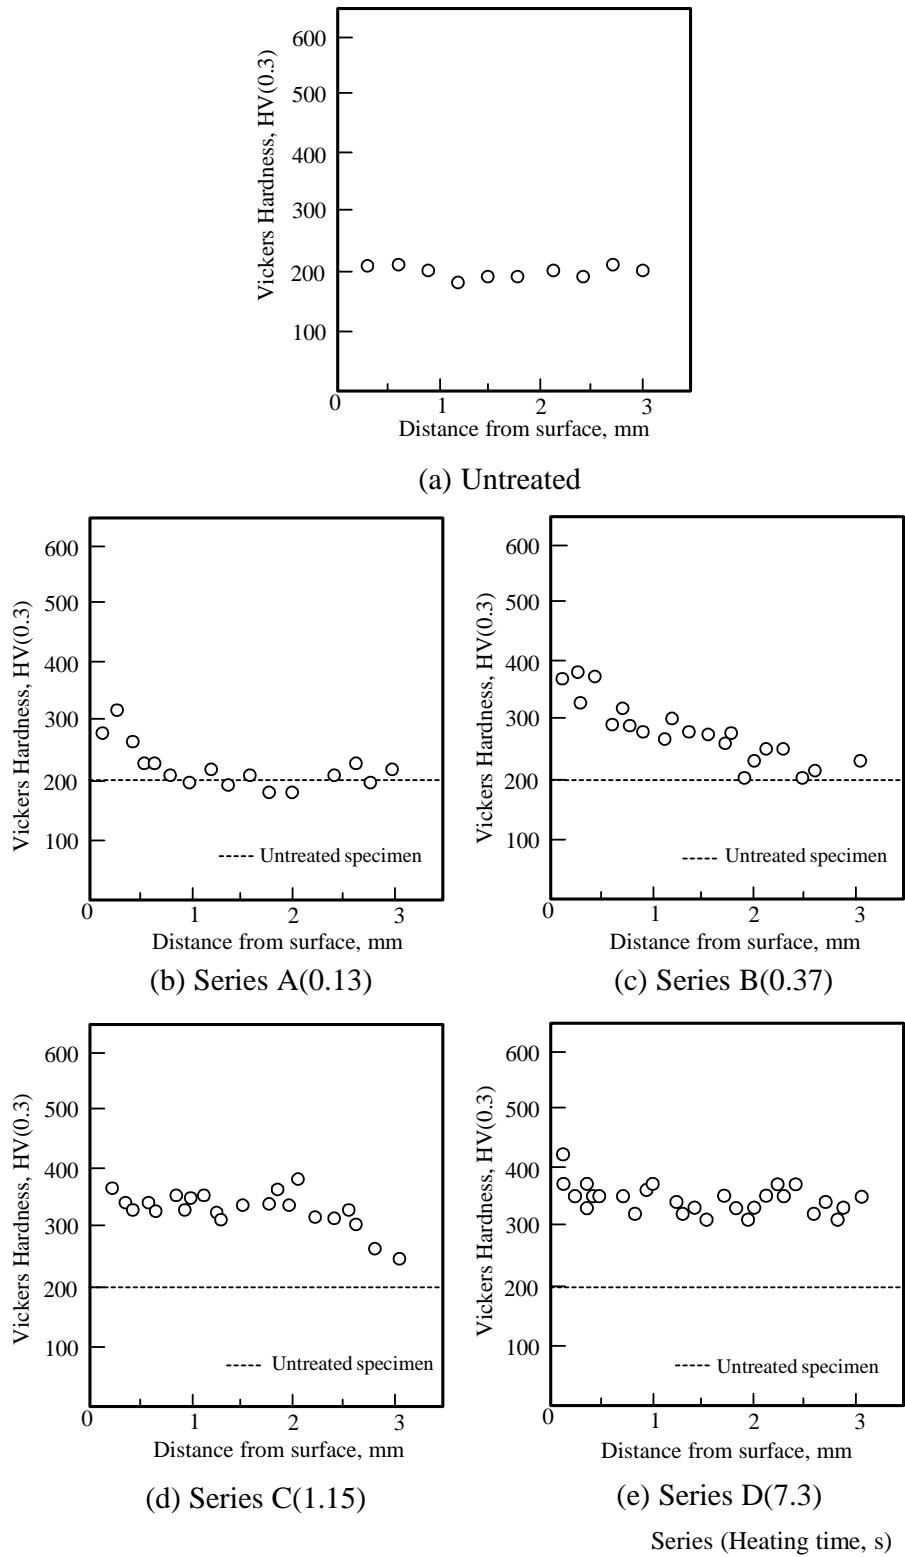 600
500
400
300
200
100
Vickers Hardness, HV(0.3)
0 1 2 3
Distance from surface, mm
(a) Untreated
600
500
400
300
200
100
Vickers Hardness, HV(0.3)
Untreated specimen
0 1 2 3
Distance from surface, mm
(b) Series A(0.13)
600
500
400
300
200
100
Vickers Hardness, HV(0.3)
Untreated specimen
0 1 2 3
Distance from surface, mm
(c) Series B(0.37)
600
500
400
300
200
100
Vickers Hardness, HV(0.3)
Untreated specimen
0 1 2 3
Distance from surface, mm
(d) Series C(1.15)
600
500
400
300
200
100
Vickers Hardness, HV(0.3)
Untreated specimen
0 1 2 3
Distance from surface, mm
(e) Series D(7.3)
Series (Heating time, s)